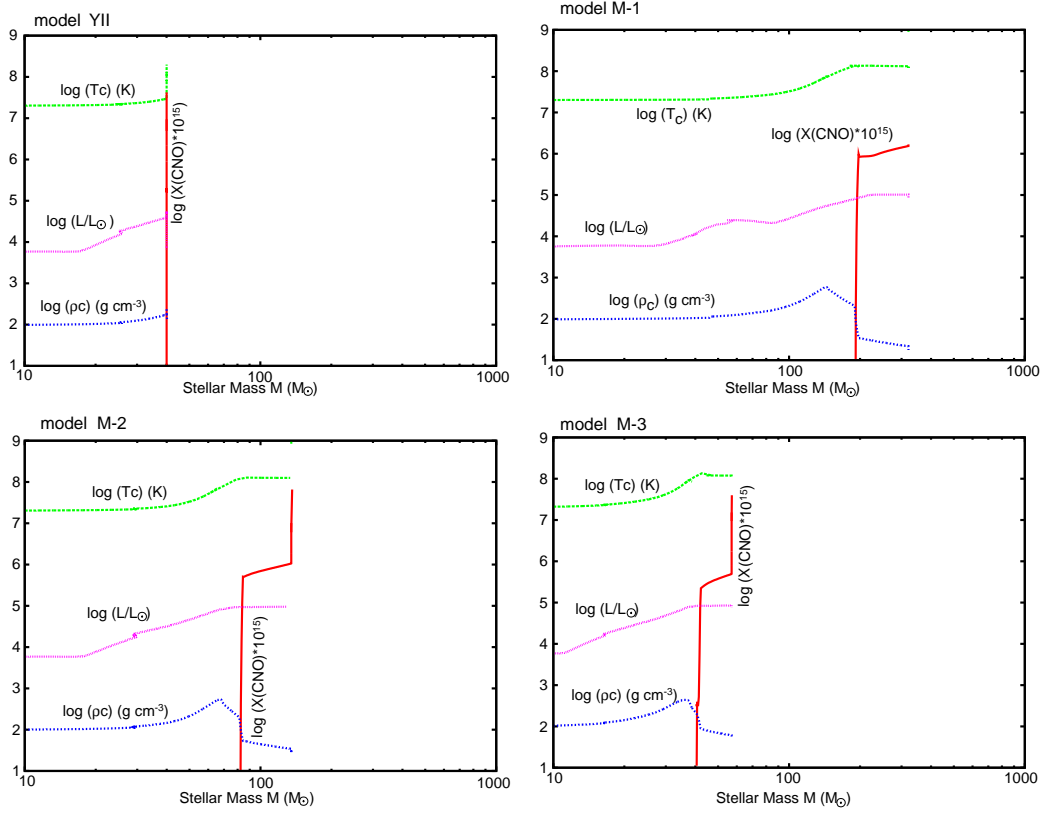 model YII
9
8
7
6
5
4
3
2
1
log (Tc) (K)
log (X(CNO)*10¹⁵)
log (L/L⊙)
log (ρc) (g cm⁻³)
10 100 1000
Stellar Mass M (M⊙)
model M-1
9
8
7
6
5
4
3
2
1
log (T_C) (K)
log (X(CNO)*10¹⁵)
log (L/L⊙)
log (ρ_C) (g cm⁻³)
10 100 1000
Stellar Mass M (M⊙)
model M-2
9
8
7
6
5
4
3
2
1
log (Tc) (K)
log (L/L⊙)
log (X(CNO)*10¹⁵)
log (ρc) (g cm⁻³)
10 100 1000
Stellar Mass M (M⊙)
model M-3
9
8
7
6
5
4
3
2
1
log (Tc) (K)
log (X(CNO)*10¹⁵)
log (L/L⊙)
log (ρc) (g cm⁻³)
10 100 1000
Stellar Mass M (M⊙)